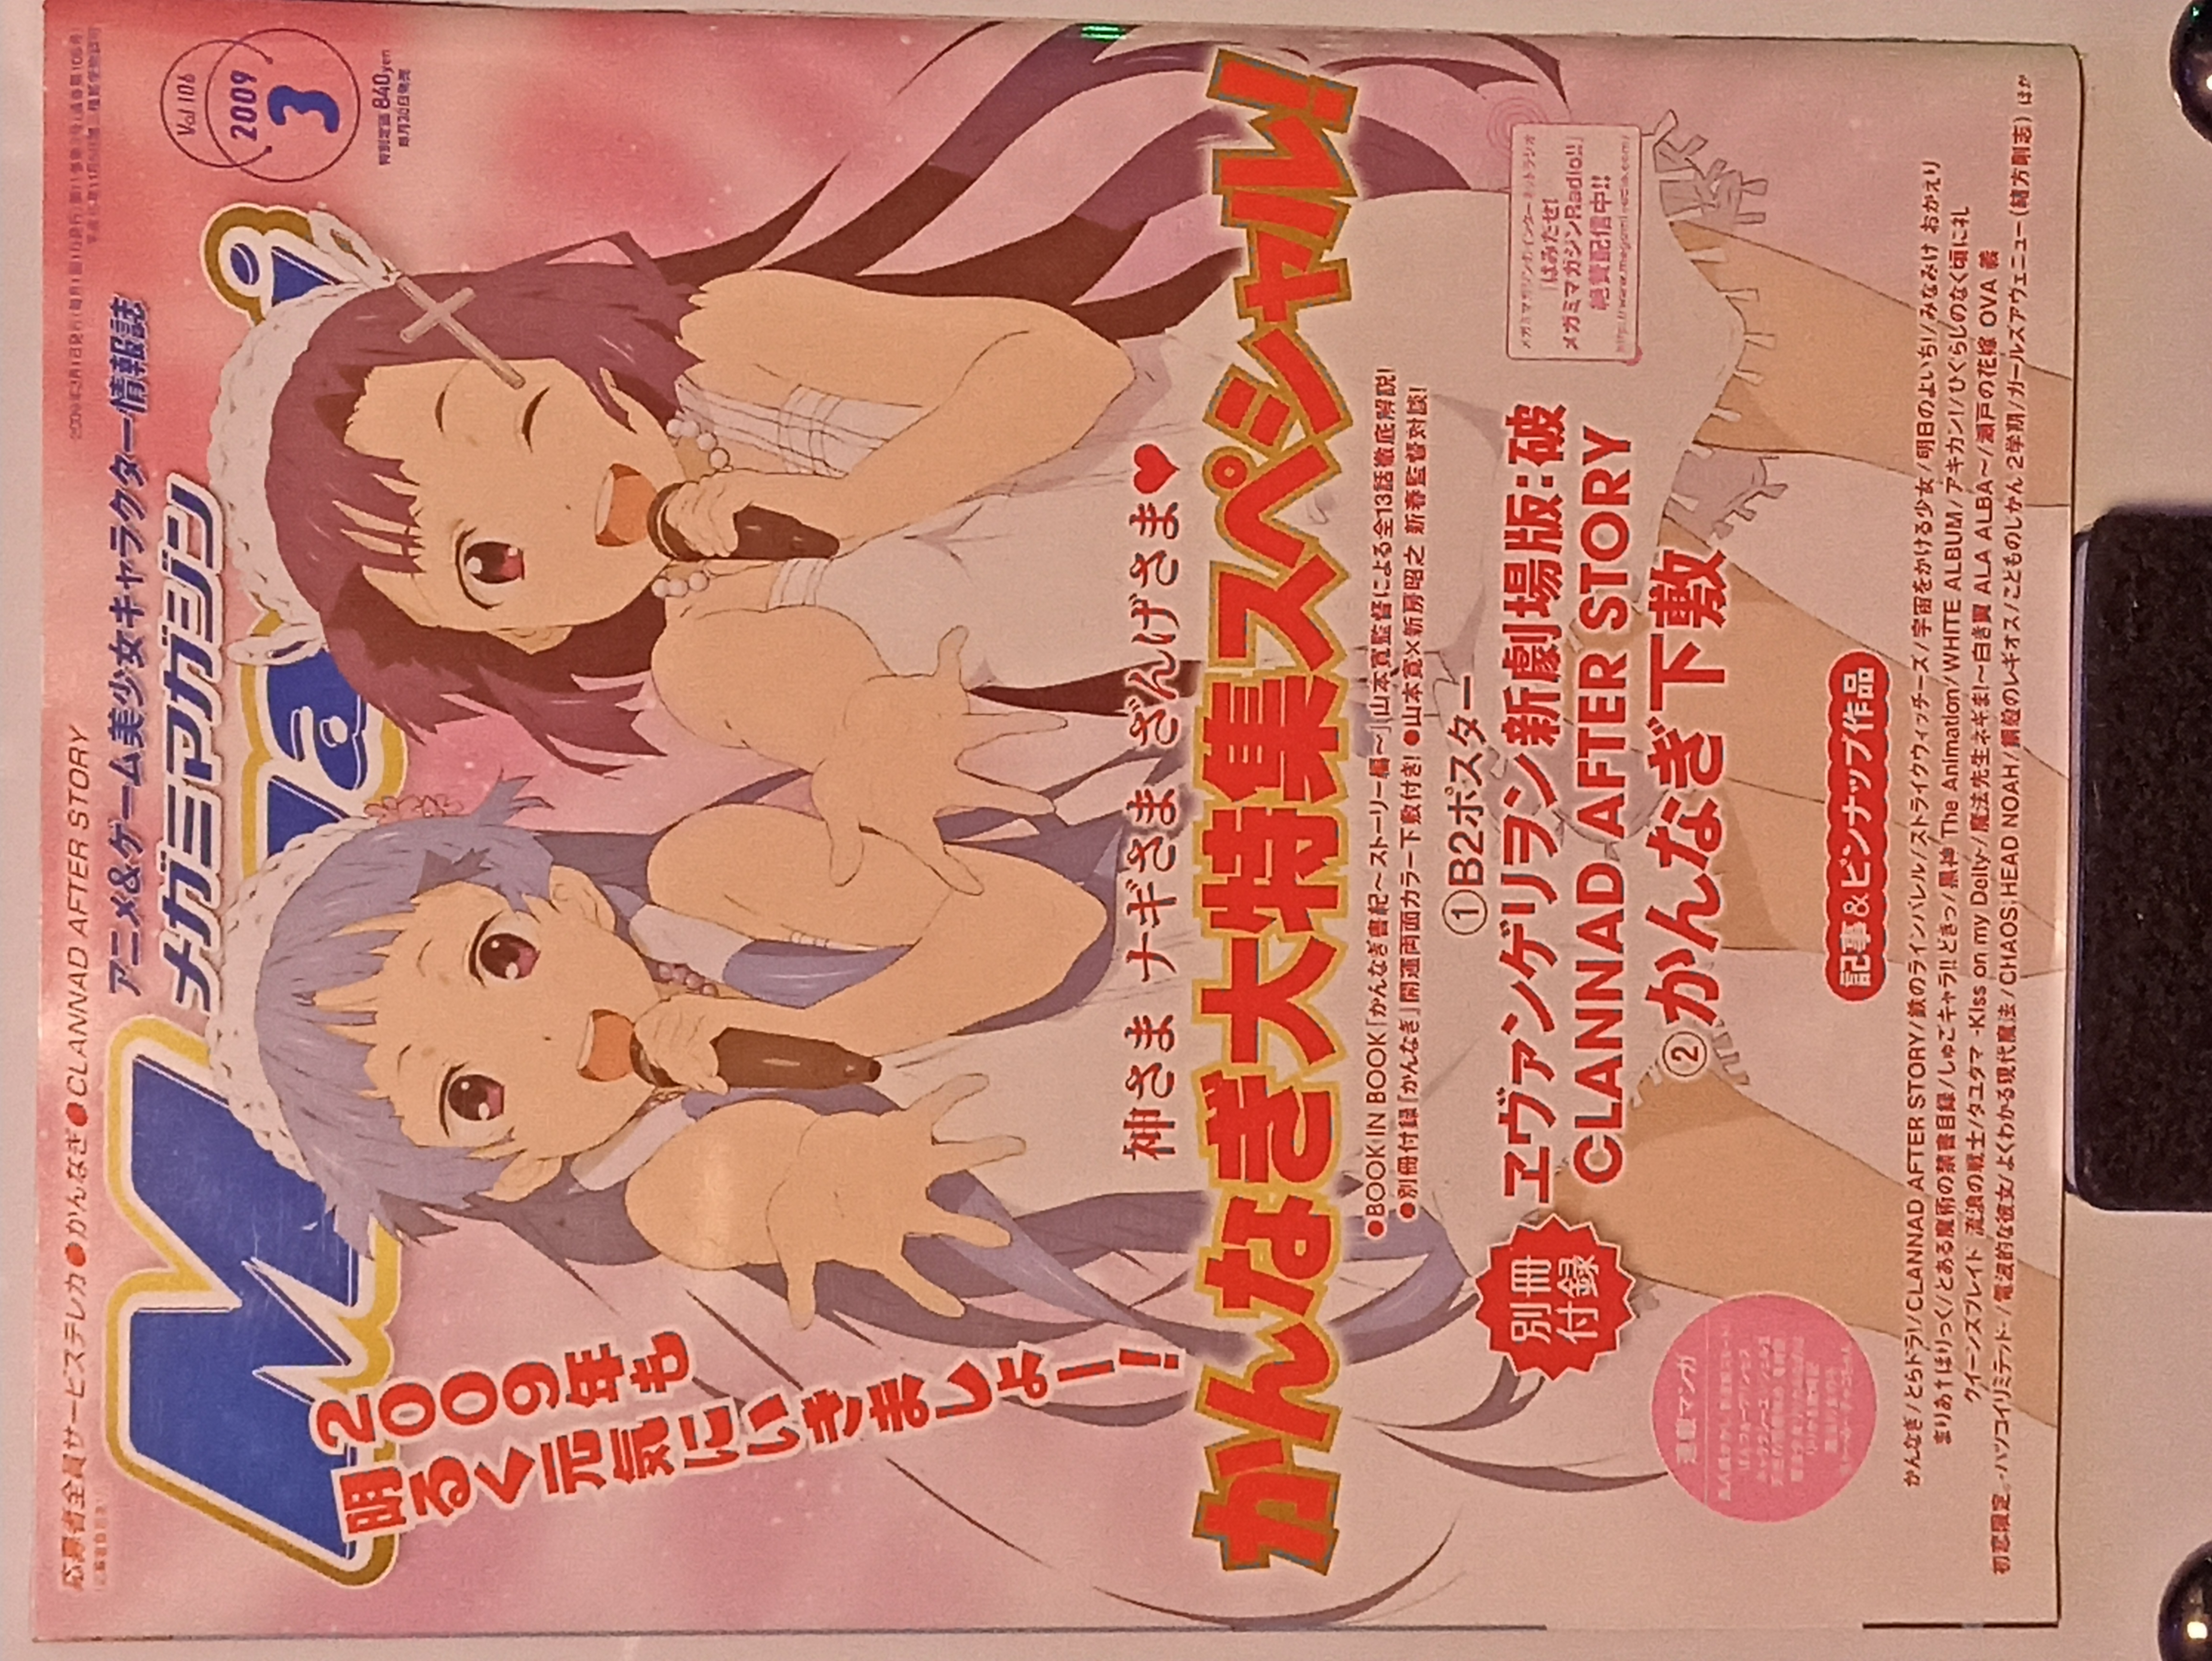 応募者全員サービステレカ●かんなぎ●CLANNAD AFTER STORY
アニメ&ゲーム美少女キャラクター情報誌
メガミマガジン
Vol 106
2009
3
特別定価 840yen
毎月30日発売
2009年も
明るく元気にいきましょー!
神さま ナギさま ざんげさま♥
かんなぎ大特集スペシャル!
●BOOK IN BOOK「かんなぎ書紀～ストーリー編～」山本寛監督による全13話徹底解説!
●別冊付録「かんなぎ」開運両面カラー下敷付き! ●山本寛×新房昭之 新春監督対談!
①B2ポスター
別冊
付録
ヱヴァンゲリヲン新劇場版:破
CLANNAD AFTER STORY
②かんなぎ下敷
メガミマガジンのインターネットラジオ
「はみたせ!
メガミマガジンRadio!!」
絶賛配信中!!
連載マンガ
記事&ピンナップ作品
かんなぎ/とらドラ!/CLANNAD AFTER STORY/鉄のラインバレル/ストライクウィッチーズ/宇宙をかける少女/明日のよいち!/みなみけ おかえり
まりあ†ほりっく/とある魔術の禁書目録/しゅごキャラ!!どきっ/黒神 The Animation/WHITE ALBUM/アキカン!/ひぐらしのなく頃に礼
クイーンズブレイド 流浪の戦士/タユタマ -Kiss on my Deity-/魔法先生ネギま!～白き翼 ALA ALBA～/瀬戸の花嫁 OVA 義
初恋限定。-ハツコイリミテッド-/電波的な彼女/よくわかる現代魔法/CHAOS;HEAD NOAH/鋼殻のレギオス/こどものじかん 2学期/ガールズアヴェニュー(緒方剛志) ほか